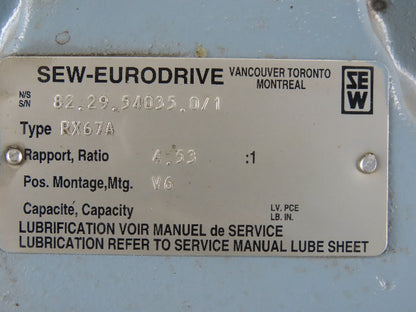 SEW-EURODRIVE VANCOUVER TORONTO MONTREAL
SEW
N/S S/N 82.29.54035.0/1
Type RX67A
Rapport, Ratio 4.53 :1
Pos. Montage,Mtg. V6
Capacité, Capacity LV. PCE LB. IN.
LUBRIFICATION VOIR MANUEL de SERVICE
LUBRICATION REFER TO SERVICE MANUAL LUBE SHEET